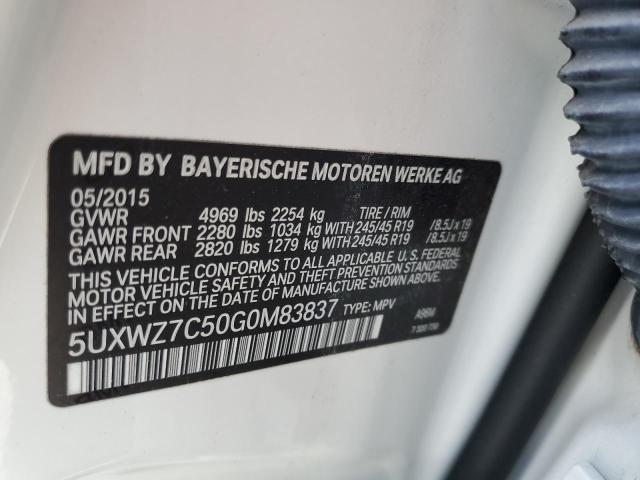 MFD BY BAYERISCHE MOTOREN WERKE AG
05/2015
GVWR 4969 lbs 2254 kg TIRE / RIM
GAWR FRONT 2280 lbs 1034 kg WITH 245/45 R19 /8.5J x 19
GAWR REAR 2820 lbs 1279 kg WITH 245/45 R19 /8.5J x 19
THIS VEHICLE CONFORMS TO ALL APPLICABLE U.S. FEDERAL
MOTOR VEHICLE SAFETY AND THEFT PREVENTION STANDARDS
IN EFFECT ON THE DATE OF MANUFACTURE SHOWN ABOVE.
5UXWZ7C50G0M83837 TYPE: MPV